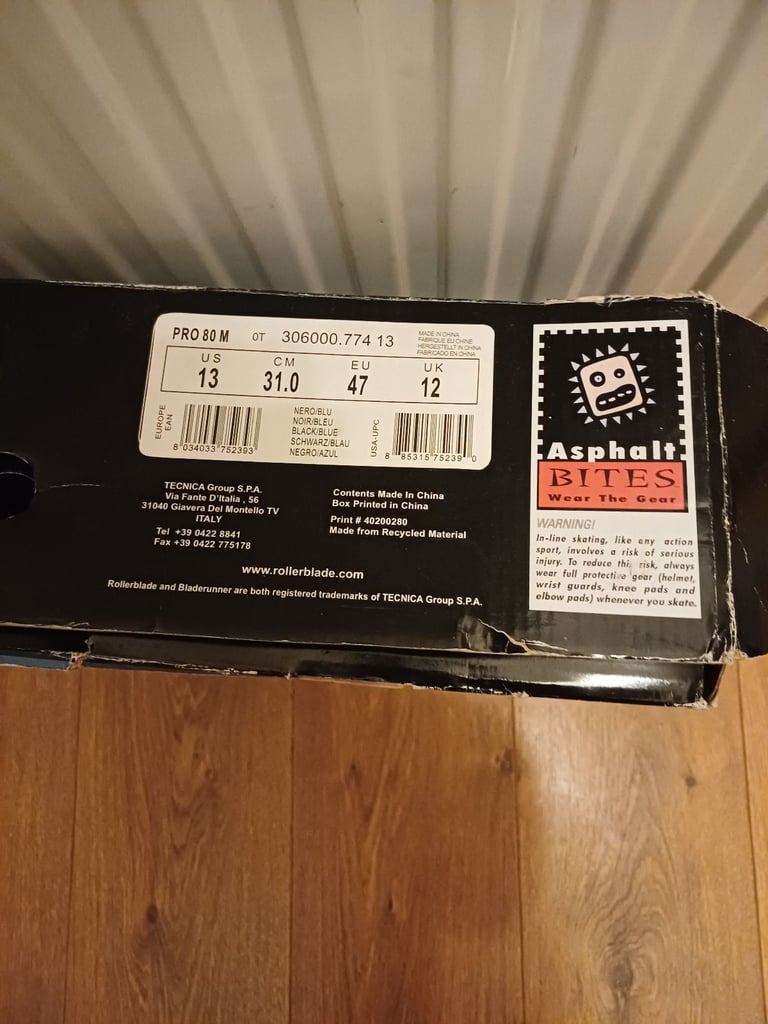 PRO 80 M OT 306000.774 13
MADE IN CHINA
FABRIQUE EU CHINE
HERGESTELLT IN CHINA
FABRICADO EN CHINA
US CM EU UK
13 31.0 47 12
EUROPE
EAN
8 034033 752393
NERO/BLU
NOIR/BLEU
BLACK/BLUE
SCHWARZ/BLAU
NEGRO/AZUL
USA-UPC
8 85315 75239 0
TECNICA Group S.P.A.
Via Fante D'Italia , 56
31040 Giavera Del Montello TV
ITALY
Tel +39 0422 8841
Fax +39 0422 775178
Contents Made In China
Box Printed in China
Print # 40200280
Made from Recycled Material
www.rollerblade.com
Rollerblade and Bladerunner are both registered trademarks of TECNICA Group S.P.A.
Asphalt
BITES
Wear The Gear
WARNING!
In-line skating, like any action
sport, involves a risk of serious
injury. To reduce this risk, always
wear full protective gear (helmet,
wrist guards, knee pads and
elbow pads) whenever you skate.